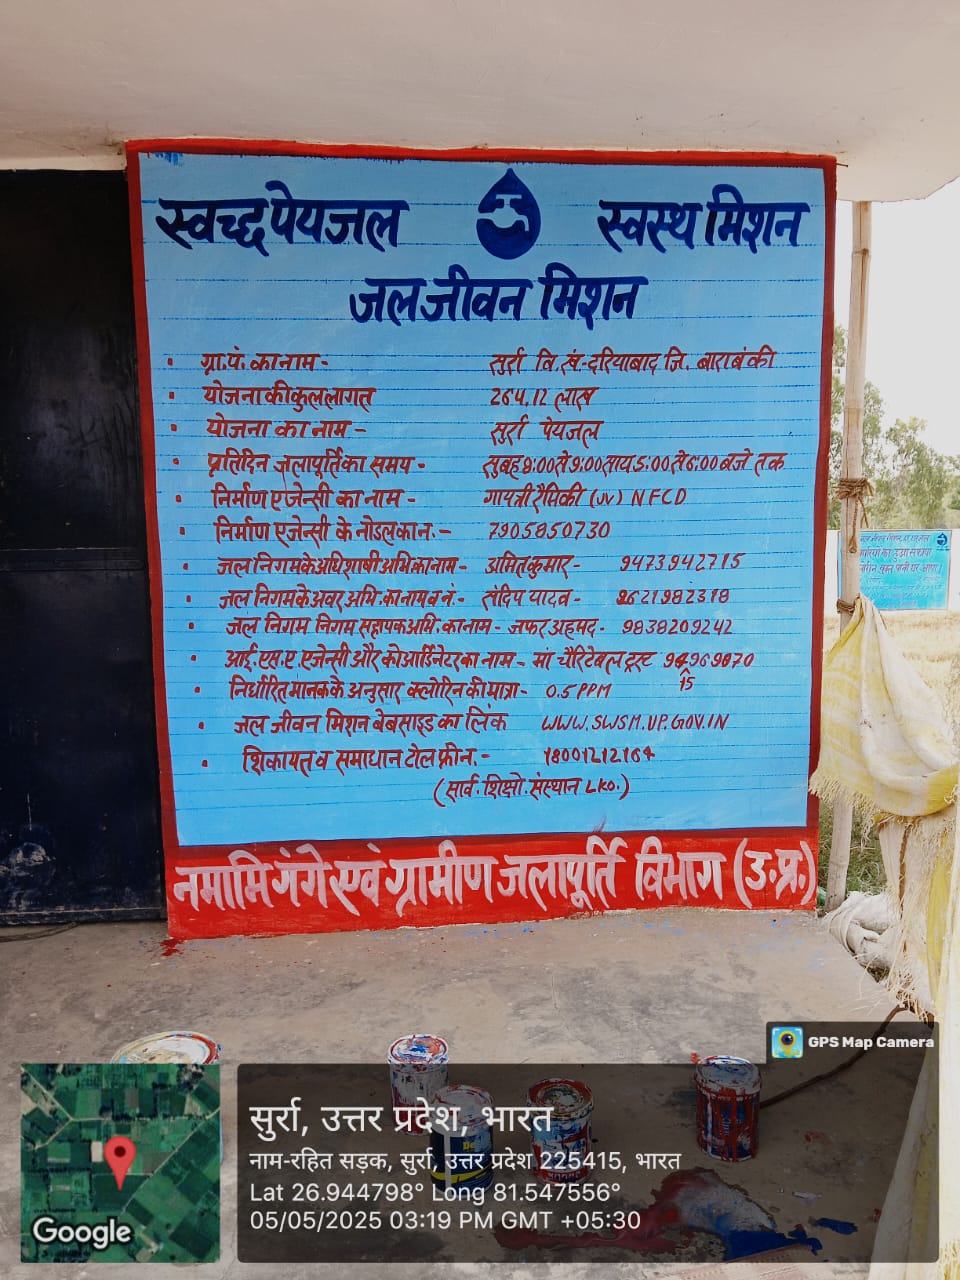 स्वच्छ पेयजल स्वस्थ मिशन
जल जीवन मिशन
• ग्रा.पं. का नाम - सुर्रा वि.खं-दरियाबाद जि. बाराबंकी
• योजना की कुल लागत 264.12 लाख
• योजना का नाम - सुर्रा पेयजल
• प्रतिदिन जलापूर्ति का समय - सुबह 8:00 से 9:00 सायं 5:00 से 6:00 बजे तक
• निर्माण एजेन्सी का नाम - गायत्री रैमिकी (JV) NFCD
• निर्माण एजेन्सी के नोडल का न.- 7905850730
• जल निगम के अधिशाषी अभि का नाम- अमित कुमार- 9473942715
• जल निगम के अवर अभि. का नाम व नं.- संदिप यादव- 9621982318
• जल निगम निगम सहायक अभि. का नाम - जफर अहमद - 9838209242
• आई.एस.ए. एजेन्सी और कोआर्डिनेटर का नाम - मां चैरिटेबल ट्रस्ट 94969870
15
• निर्धारित मानक के अनुसार क्लोरिन की मात्रा- 0.5 PPM
• जल जीवन मिशन बेबसाइड का लिंक WWW.SWSM.UP.GOV.IN
• शिकायत व समाधान टोल फ्री न.- 18001212164
(सार्व. शिक्षो. संस्थान LKO.)
नमामि गंगे एवं ग्रामीण जलापूर्ति विभाग (उ.प्र.)
GPS Map Camera
सुर्रा, उत्तर प्रदेश, भारत
नाम-रहित सड़क, सुर्रा, उत्तर प्रदेश 225415, भारत
Lat 26.944798° Long 81.547556°
05/05/2025 03:19 PM GMT +05:30
Google